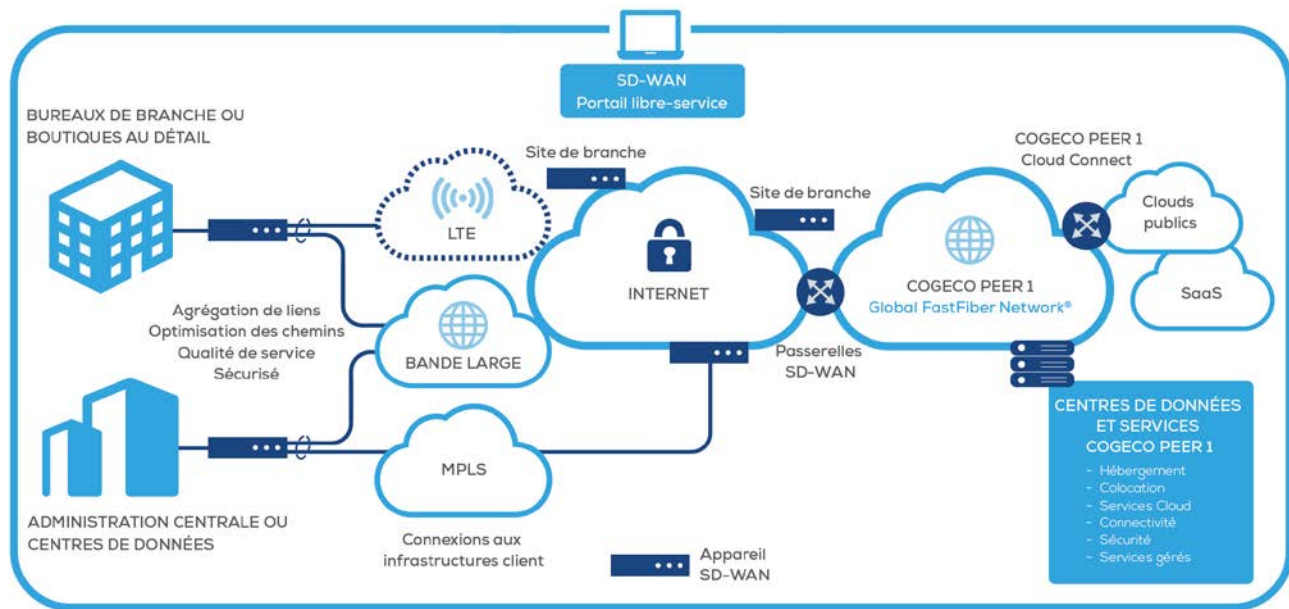 SD-WAN
Portail libre-service
BUREAUX DE BRANCHE OU
BOUTIQUES AU DÉTAIL
Site de branche
COGECO PEER 1
Cloud Connect
Site de branche
LTE
Clouds
publics
INTERNET
COGECO PEER 1
Global FastFiber Network®
SaaS
Agrégation de liens
Optimisation des chemins
Qualité de service
Sécurisé
BANDE LARGE
Passerelles
SD-WAN
CENTRES DE DONNÉES
ET SERVICES
COGECO PEER 1
- Hébergement
- Colocation
- Services Cloud
- Connectivité
- Sécurité
- Services gérés
MPLS
ADMINISTRATION CENTRALE OU
CENTRES DE DONNÉES
Connexions aux
infrastructures client
Appareil
SD-WAN